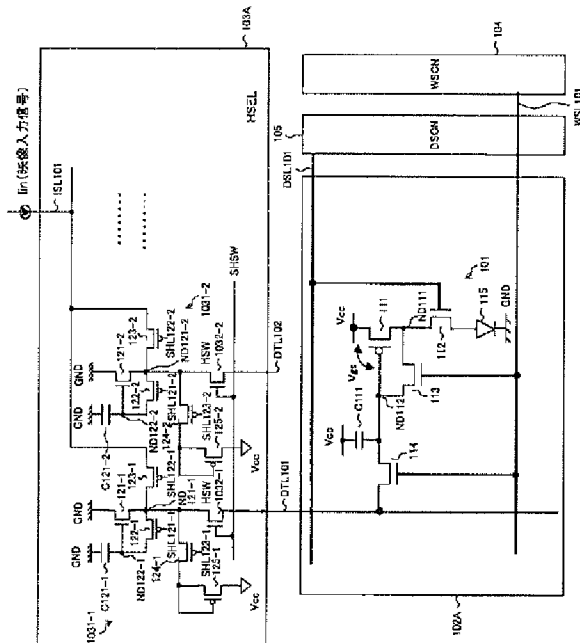 Iin(映像入力信号)
ISL101
103A
HSEL
GND
GND
GND
GND
C121-1
ND122-1
121-1
122-1
123-1
SHL122-1
ND121-1
SHL121-1
124-1
SHL123-1
HSW
1032-1
125-1
Vcc
1031-1
C121-2
ND122-2
121-2
122-2
123-2
SHL122-2
ND121-2
SHL121-2
124-2
SHL123-2
HSW
1032-2
125-2
Vcc
1031-2
SHSW
DTL101
DTL102
102A
101
Vcc
Vcc
C111
Vgs
111
ND111
ND112
112
113
114
115
GND
DSL101
DSCN
105
WSCN
104
WSL101